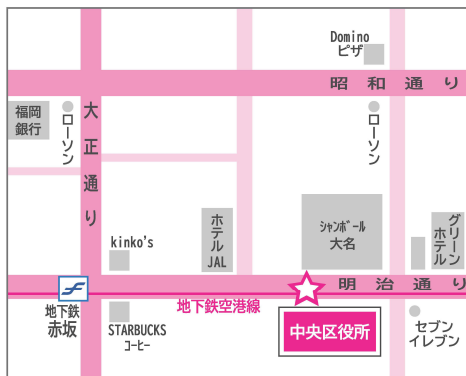 Domino
ピザ
昭和通り
福岡
銀行
ローソン
大正通り
ローソン
kinko's
ホテル
JAL
シャンボール
大名
グリーン
ホテル
明治通り
地下鉄空港線
地下鉄
赤坂
STARBUCKS
コーヒー
中央区役所
セブン
イレブン